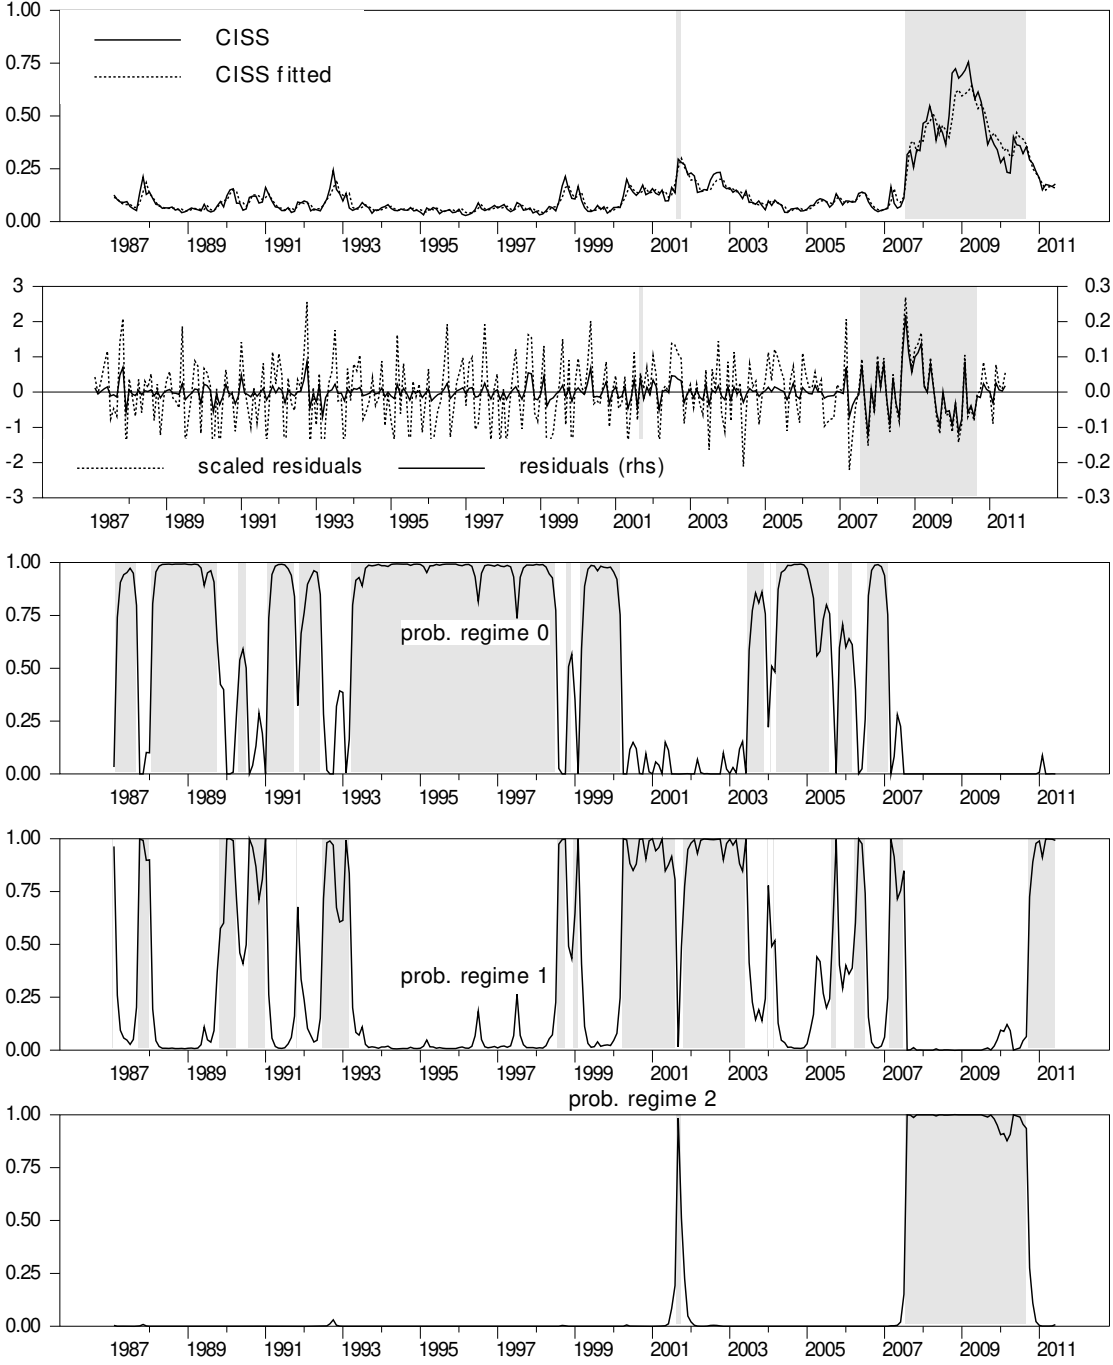 1.00
CISS
0.75
CISS fitted
0.50
0.25
0.00
1987 1989 1991 1993 1995 1997 1999 2001 2003 2005 2007 2009 2011
3 0.3
2 0.2
1 0.1
0 0.0
-1 -0.1
-2 scaled residuals residuals (rhs) -0.2
-3 -0.3
1987 1989 1991 1993 1995 1997 1999 2001 2003 2005 2007 2009 2011
1.00
0.75
prob. regime 0
0.50
0.25
0.00
1987 1989 1991 1993 1995 1997 1999 2001 2003 2005 2007 2009 2011
1.00
0.75
0.50
prob. regime 1
0.25
0.00
1987 1989 1991 1993 1995 1997 1999 2001 2003 2005 2007 2009 2011
prob. regime 2
1.00
0.75
0.50
0.25
0.00
1987 1989 1991 1993 1995 1997 1999 2001 2003 2005 2007 2009 2011